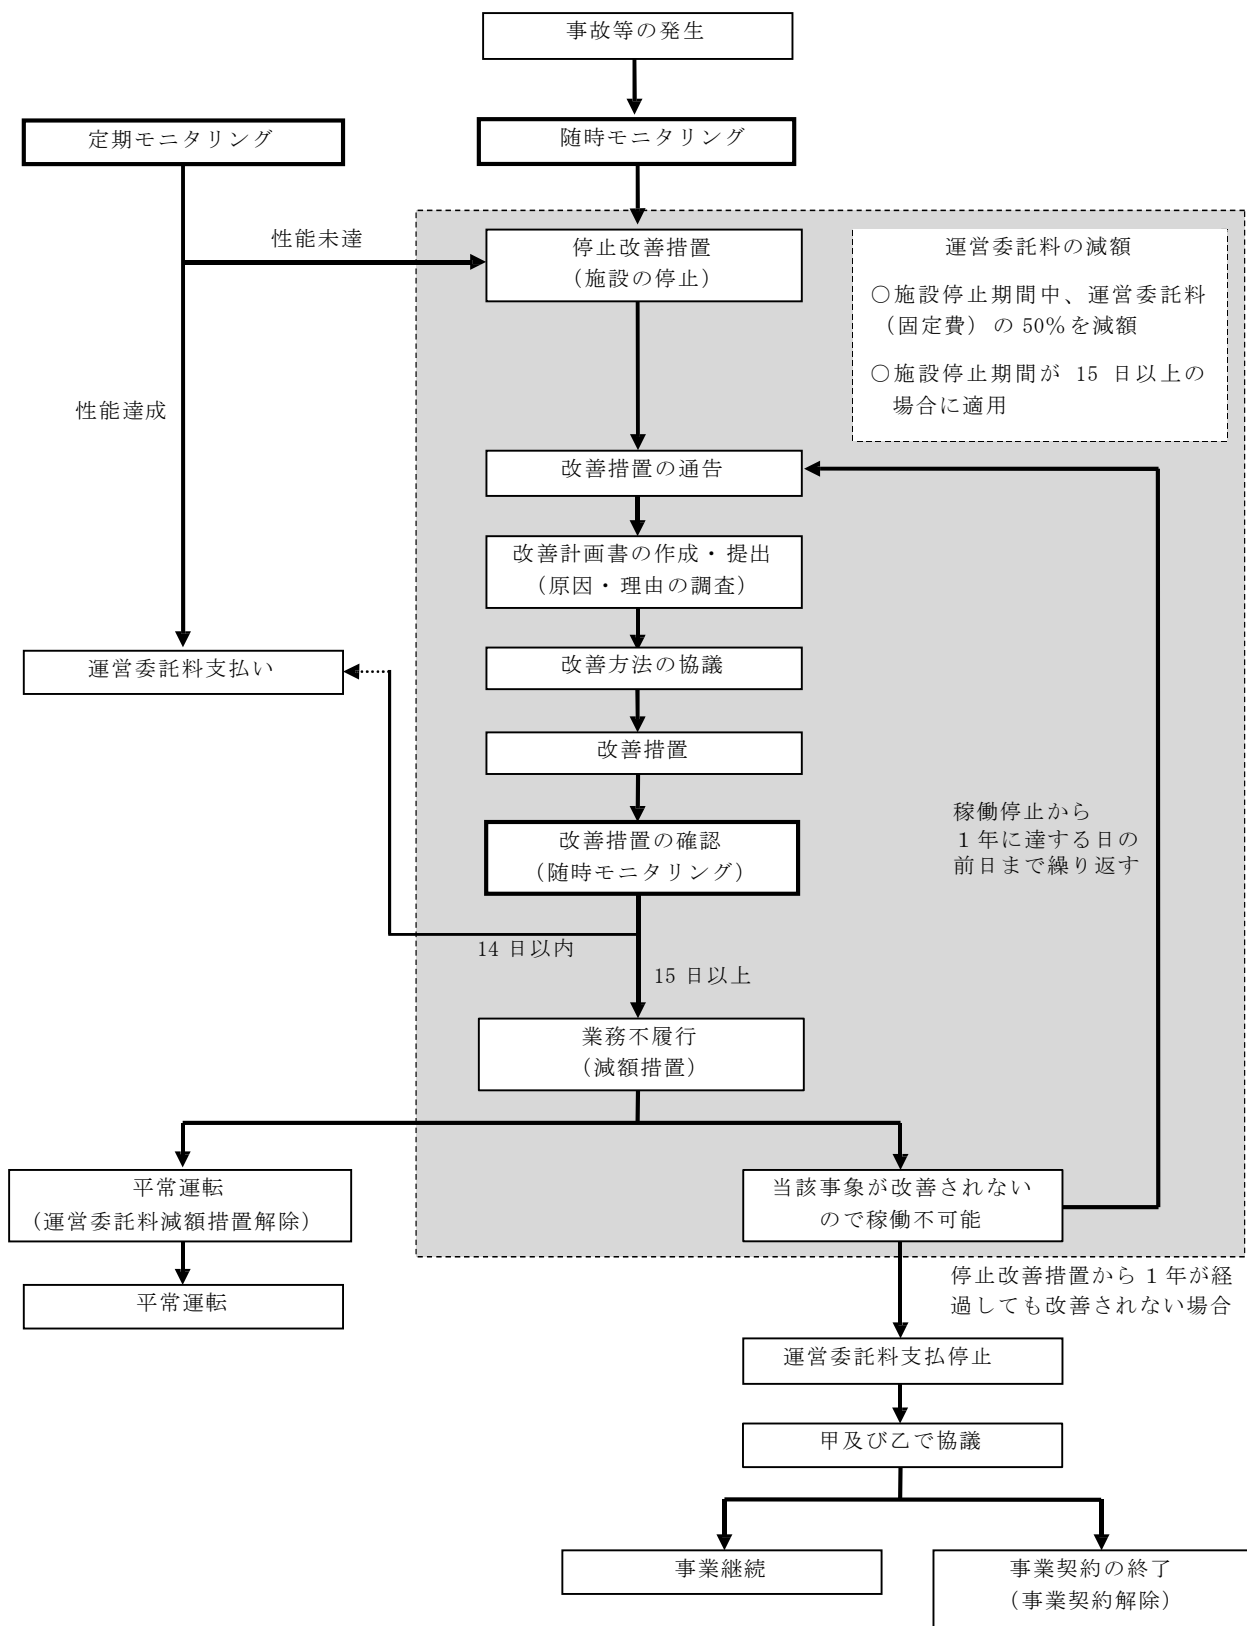 事故等の発生
定期モニタリング
随時モニタリング
性能未達
停止改善措置
（施設の停止）
運営委託料の減額
○施設停止期間中、運営委託料
（固定費）の 50％を減額
○施設停止期間が 15 日以上の
場合に適用
性能達成
改善措置の通告
改善計画書の作成・提出
（原因・理由の調査）
運営委託料支払い
改善方法の協議
改善措置
改善措置の確認
（随時モニタリング）
稼働停止から
１年に達する日の
前日まで繰り返す
14 日以内
15 日以上
業務不履行
（減額措置）
平常運転
（運営委託料減額措置解除）
当該事象が改善されない
ので稼働不可能
平常運転
停止改善措置から 1 年が経
過しても改善されない場合
運営委託料支払停止
甲及び乙で協議
事業継続
事業契約の終了
（事業契約解除）